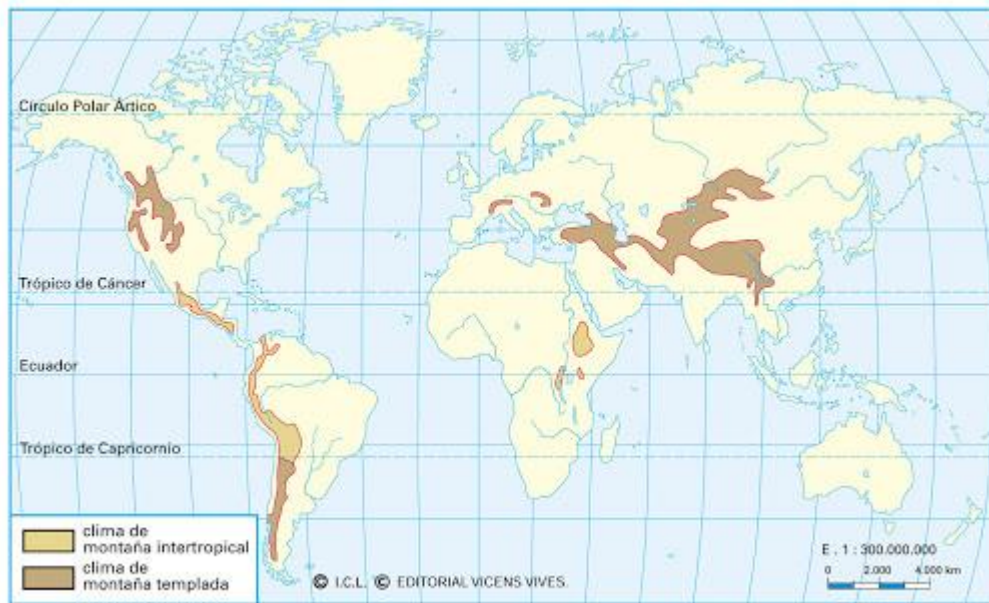 Círculo Polar Ártico
Trópico de Cáncer
Ecuador
Trópico de Capricornio
clima de
montaña intertropical
clima de
montaña templada
© I.C.L. © EDITORIAL VICENS VIVES.
E . 1 : 300.000.000
0 2.000 4.000 km